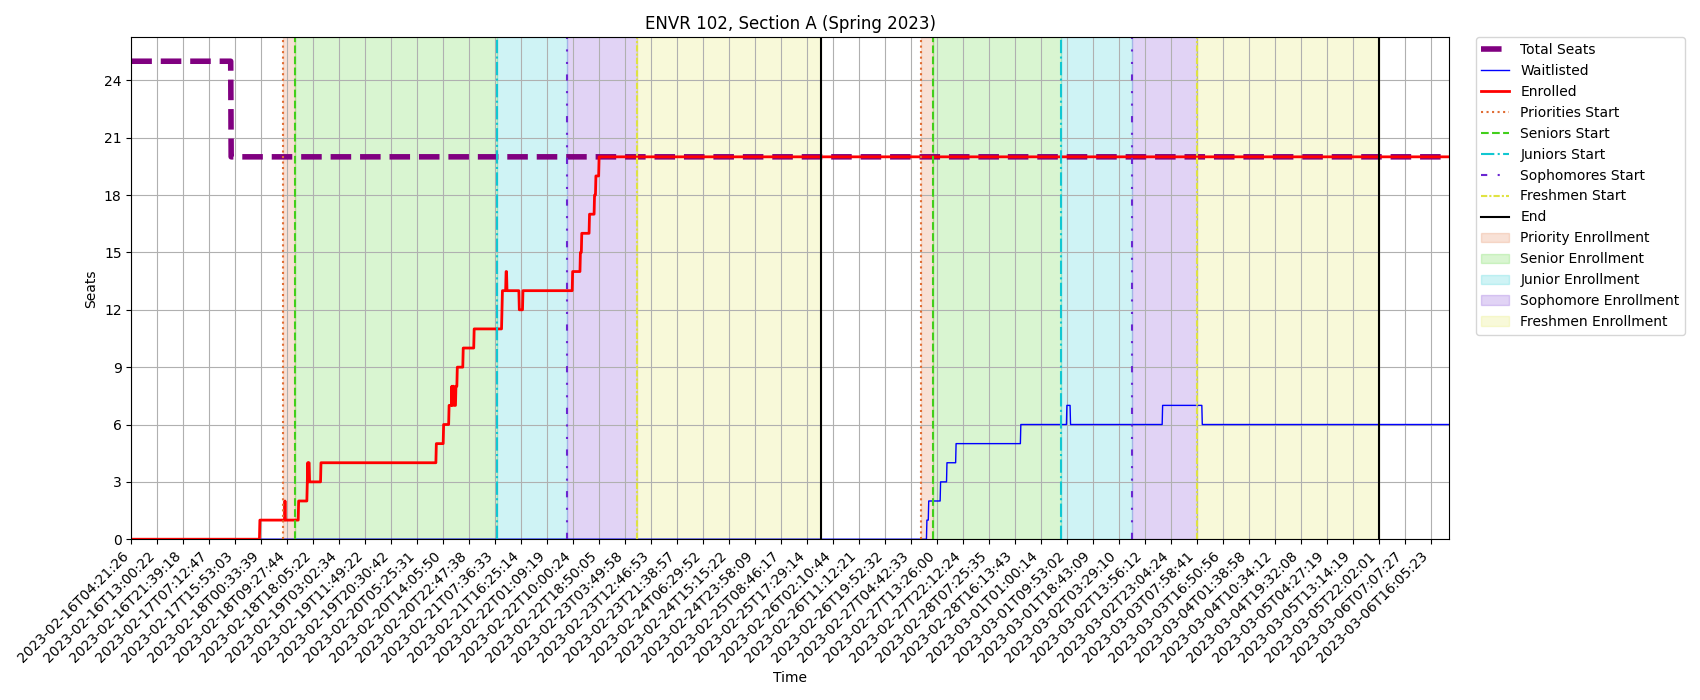 ENVR 102, Section A (Spring 2023)
Seats
24
21
18
15
12
9
6
3
0
2023-02-16T04:21:26
2023-02-16T13:00:22
2023-02-16T21:39:18
2023-02-17T07:12:47
2023-02-17T15:53:03
2023-02-18T00:33:39
2023-02-18T09:27:44
2023-02-18T18:05:22
2023-02-19T03:02:34
2023-02-19T11:49:22
2023-02-19T20:30:42
2023-02-20T05:25:31
2023-02-20T14:05:50
2023-02-20T22:47:38
2023-02-21T07:36:33
2023-02-21T16:25:14
2023-02-22T01:09:19
2023-02-22T10:00:24
2023-02-22T18:50:05
2023-02-23T03:49:58
2023-02-23T12:46:53
2023-02-23T21:38:57
2023-02-24T06:29:52
2023-02-24T15:15:22
2023-02-24T23:58:09
2023-02-25T08:46:17
2023-02-25T17:29:14
2023-02-26T02:10:44
2023-02-26T11:12:21
2023-02-26T19:52:32
2023-02-27T04:42:33
2023-02-27T13:26:00
2023-02-27T22:12:24
2023-02-28T07:25:35
2023-02-28T16:13:43
2023-03-01T01:00:14
2023-03-01T09:53:02
2023-03-01T18:43:09
2023-03-02T03:29:10
2023-03-02T13:56:12
2023-03-02T23:04:24
2023-03-03T07:58:41
2023-03-03T16:50:56
2023-03-04T01:38:58
2023-03-04T10:34:12
2023-03-04T19:32:08
2023-03-05T04:27:19
2023-03-05T13:14:19
2023-03-05T22:02:01
2023-03-06T07:07:27
2023-03-06T16:05:23
Time
Total Seats
Waitlisted
Enrolled
Priorities Start
Seniors Start
Juniors Start
Sophomores Start
Freshmen Start
End
Priority Enrollment
Senior Enrollment
Junior Enrollment
Sophomore Enrollment
Freshmen Enrollment